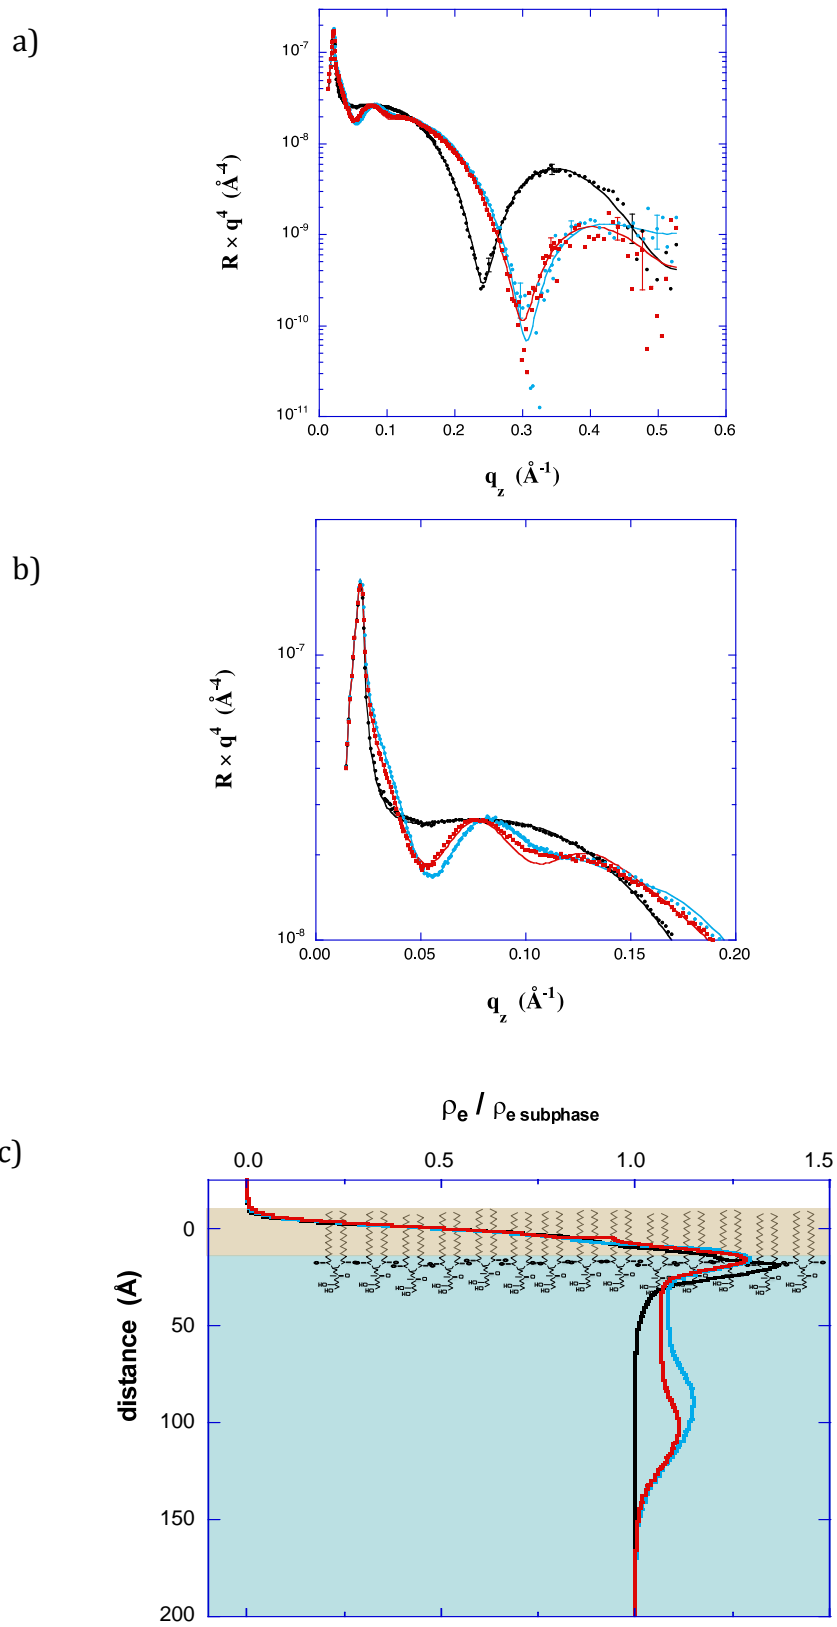 a)
R × q⁴ (Å⁻⁴)
10⁻⁷
10⁻⁸
10⁻⁹
10⁻¹⁰
10⁻¹¹
0.0 0.1 0.2 0.3 0.4 0.5 0.6
q_z (Å⁻¹)
b)
R × q⁴ (Å⁻⁴)
10⁻⁷
10⁻⁸
0.00 0.05 0.10 0.15 0.20
q_z (Å⁻¹)
ρe / ρe subphase
c)
0.0 0.5 1.0 1.5
distance (Å)
0
50
100
150
200